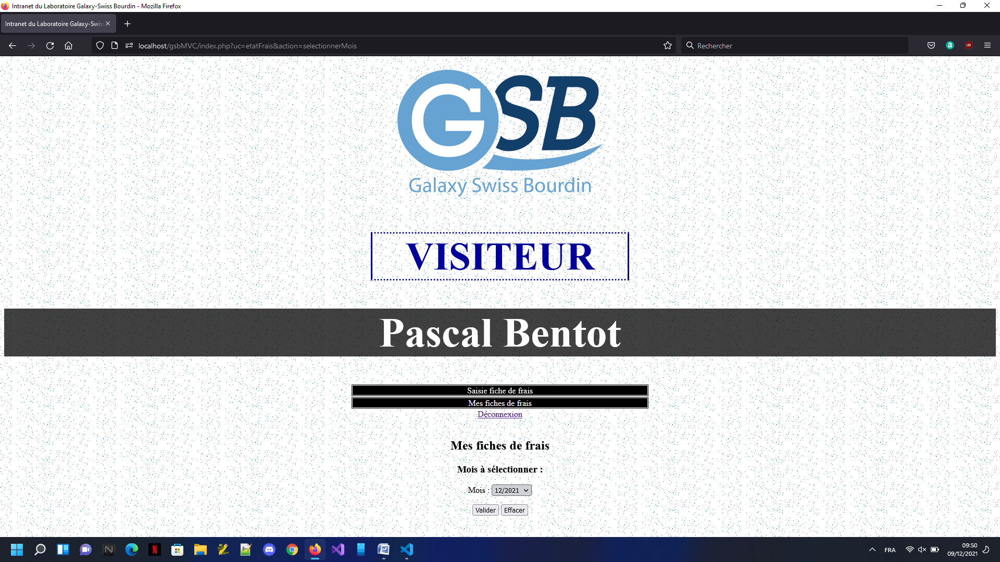 Intranet du Laboratoire Galaxy-Swiss Bourdin - Mozilla Firefox
Intranet du Laboratoire Galaxy-Swiss
localhost/gsbMVC/index.php?uc=etatFrais&action=selectionnerMois
Rechercher
GSB
Galaxy Swiss Bourdin
VISITEUR
Pascal Bentot
Saisie fiche de frais
Mes fiches de frais
Déconnexion
Mes fiches de frais
Mois à sélectionner :
Mois : 12/2021
Valider Effacer
FRA
09:50
09/12/2021